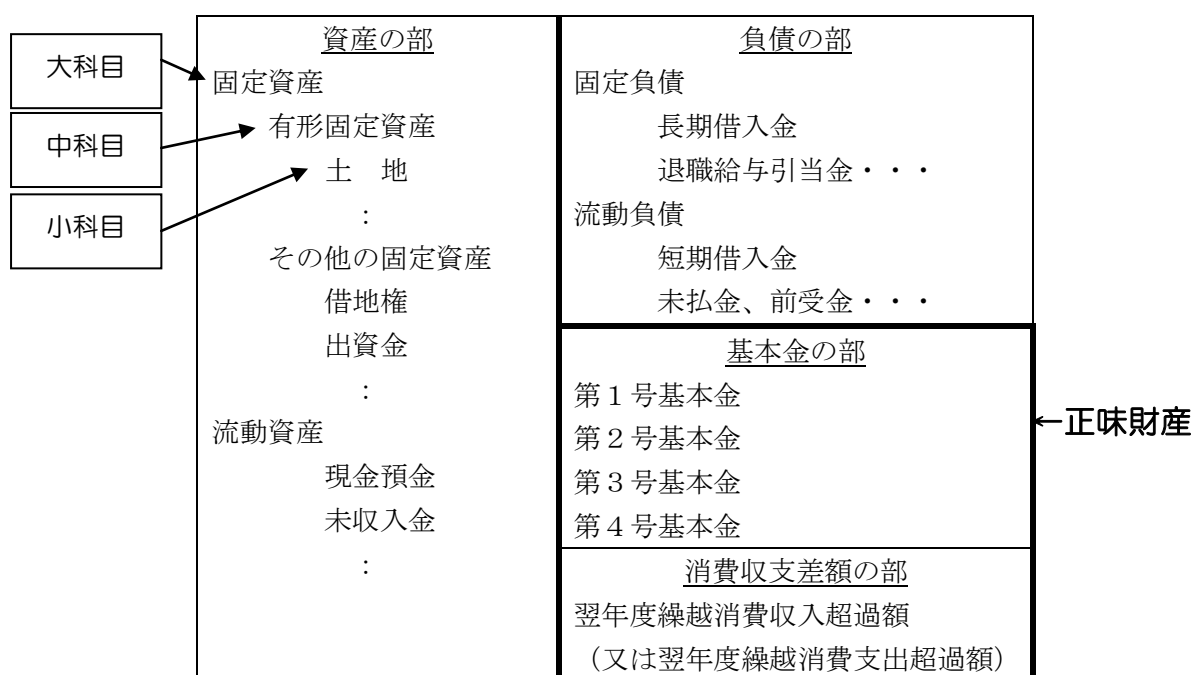 大科目
中科目
小科目
資産の部
固定資産
有形固定資産
土　地
：
その他の固定資産
借地権
出資金
：
流動資産
現金預金
未収入金
：
負債の部
固定負債
長期借入金
退職給与引当金・・・
流動負債
短期借入金
未払金、前受金・・・
基本金の部
第１号基本金
第２号基本金
第３号基本金
第４号基本金
消費収支差額の部
翌年度繰越消費収入超過額
（又は翌年度繰越消費支出超過額）
←正味財産